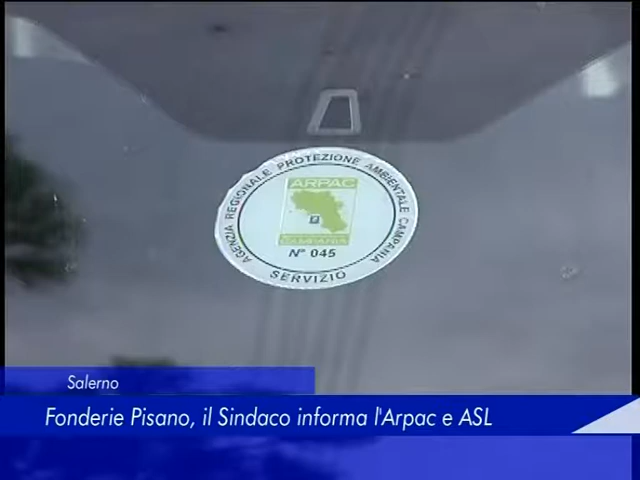 AGENZIA REGIONALE PROTEZIONE AMBIENTALE CAMPANIA
ARPAC
CAMPANIA
N° 045
SERVIZIO
Salerno
Fonderie Pisano, il Sindaco informa l'Arpac e ASL